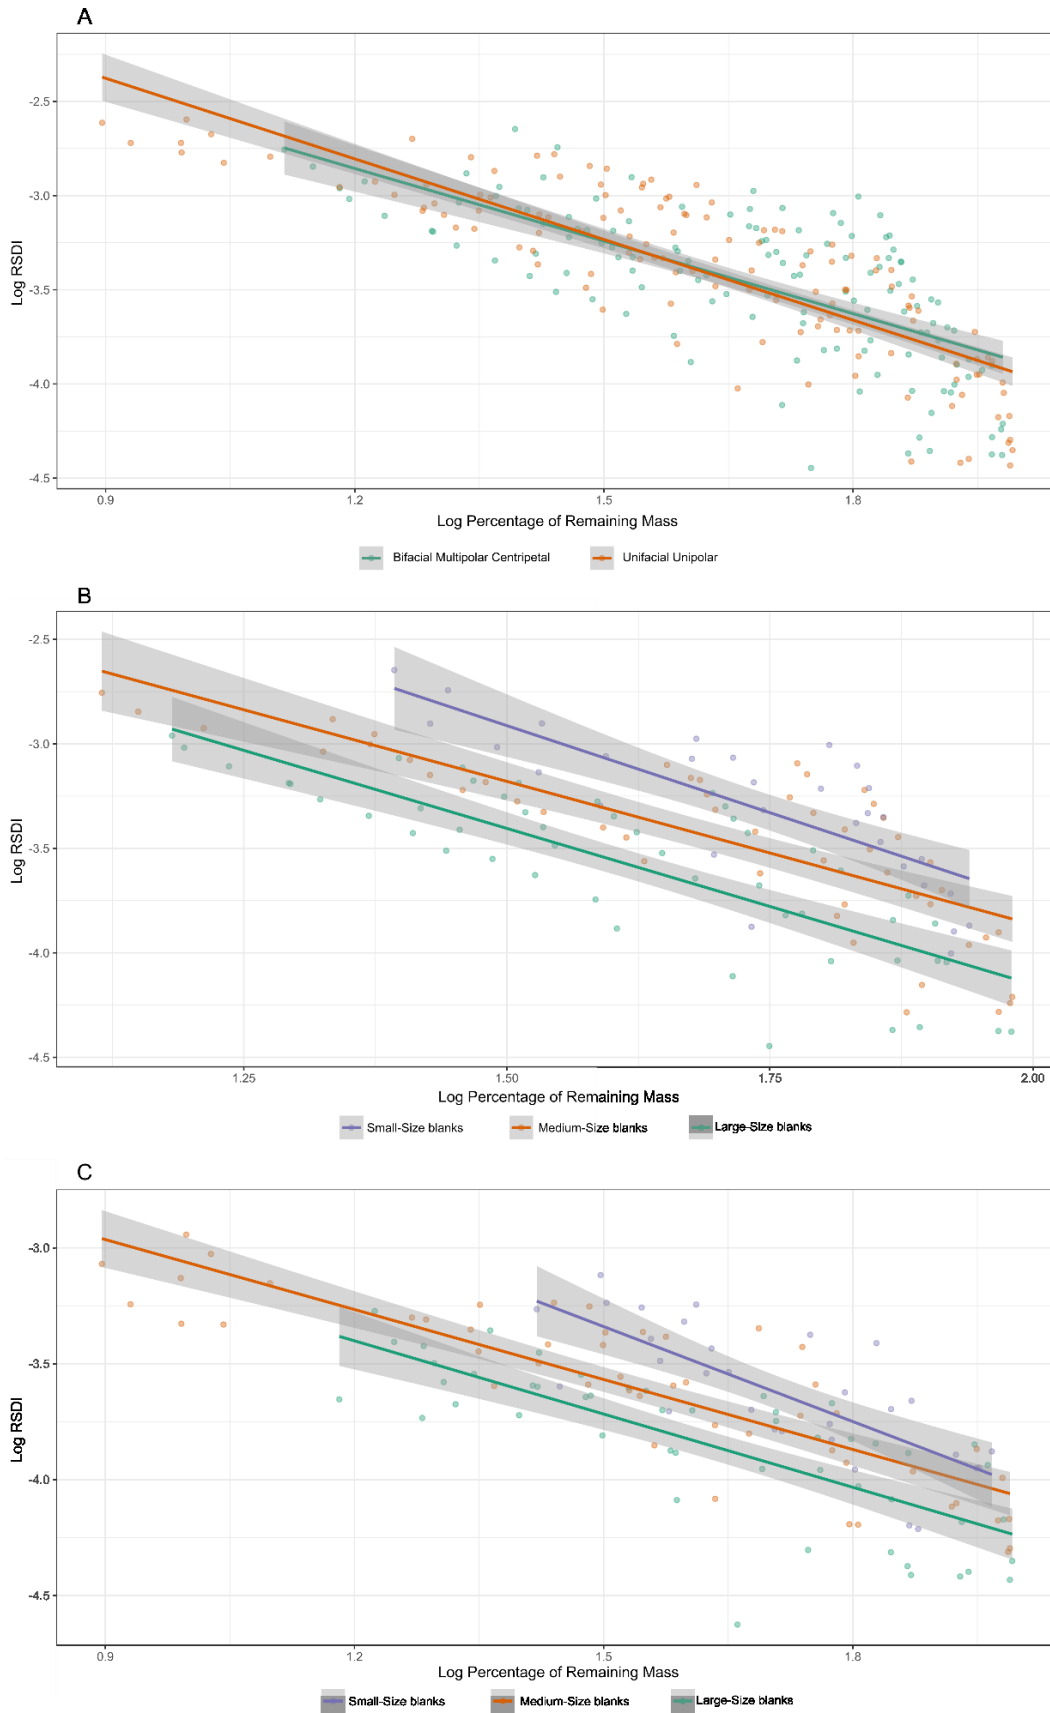 A
-2.5
-3.0
-3.5
-4.0
-4.5
Log RSDI
0.9 1.2 1.5 1.8
Log Percentage of Remaining Mass
Bifacial Multipolar Centripetal Unifacial Unipolar
B
-2.5
-3.0
-3.5
-4.0
-4.5
Log RSDI
1.25 1.50 1.75 2.00
Log Percentage of Remaining Mass
Small-Size blanks Medium-Size blanks Large-Size blanks
C
-3.0
-3.5
-4.0
-4.5
Log RSDI
0.9 1.2 1.5 1.8
Log Percentage of Remaining Mass
Small-Size blanks Medium-Size blanks Large-Size blanks